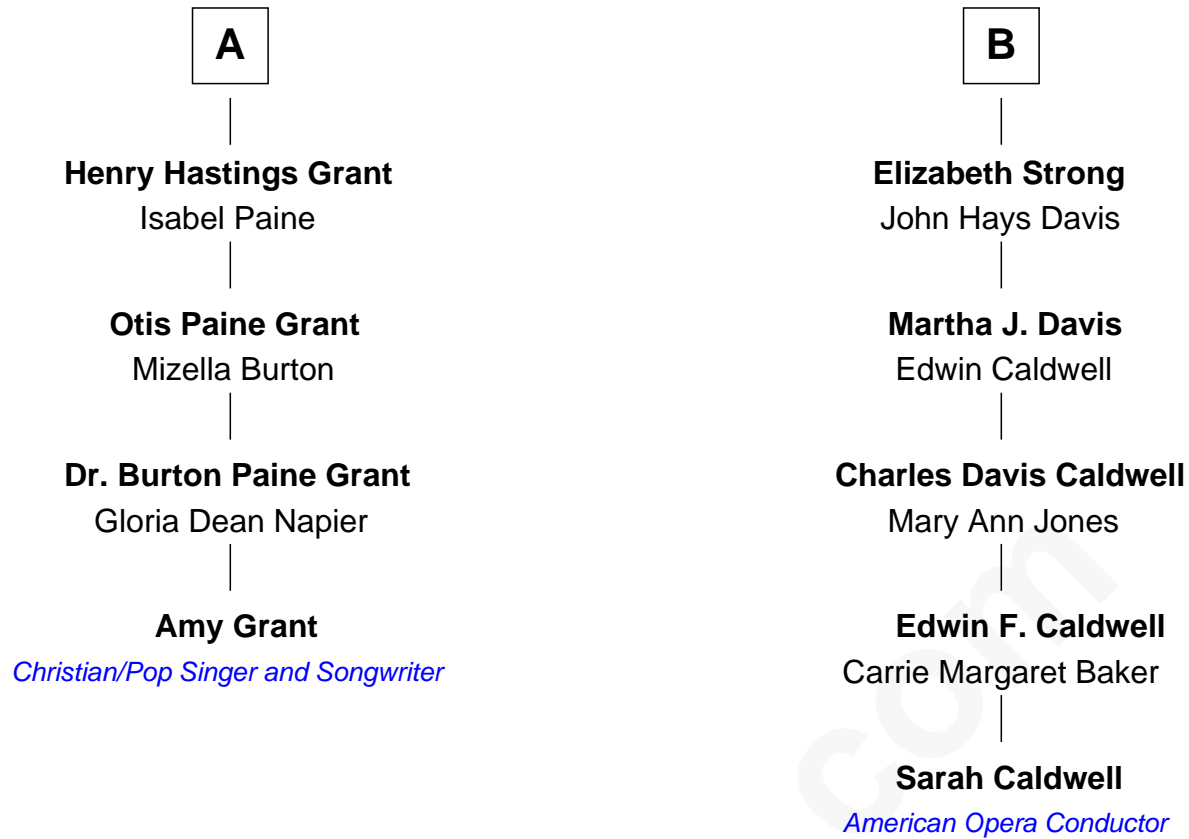 A
Henry Hastings Grant
Isabel Paine
Otis Paine Grant
Mizella Burton
Dr. Burton Paine Grant
Gloria Dean Napier
Amy Grant
Christian/Pop Singer and Songwriter
B
Elizabeth Strong
John Hays Davis
Martha J. Davis
Edwin Caldwell
Charles Davis Caldwell
Mary Ann Jones
Edwin F. Caldwell
Carrie Margaret Baker
Sarah Caldwell
American Opera Conductor
com